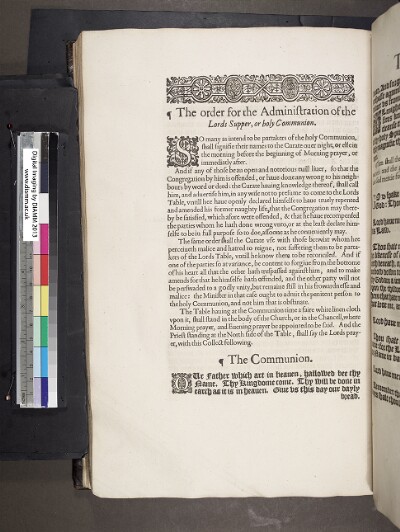 ¶ The order for the Administration of the
Lords Supper, or holy Communion.
SO many as intend to be partakers of the holy Communion,
shall signifie their names to the Curate ouer night, or els in
the morning before the beginning of Morning prayer, or
immediatly after.
And if any of those be an open and notorious euill liuer, so that the
Congregation by him is offended, or haue done any wrong to his neigh-
bours by word or deed: the Curate hauing knowledge thereof, shall call
him, and aduertise him, in any wise not to presume to come to the Lords
Table, vntill hee haue openly declared himselfe to haue truely repented
and amended his former naughty life, that the Congregation may there-
by be satisfied, which afore were offended, & that he haue recompensed
the parties whom he hath done wrong vnto, or at the least declare him-
selfe to be in full purpose so to doe, assoone as he conueniently may.
The same order shall the Curate vse with those betwixt whom hee
perceiueth malice and hatred to reigne, not suffering them to be parta-
kers of the Lords Table, vntill he know them to be reconciled. And if
one of the parties so at variance, be content to forgiue from the bottome
of his heart all that the other hath trespassed against him, and to make
amends for that he himselfe hath offended, and the other party will not
be perswaded to a godly vnity, but remaine still in his frowardnesse and
malice: the Minister in that case ought to admit the penitent person to
the holy Communion, and not him that is obstinate.
The Table hauing at the Communion time a faire white linen cloth
vpon it, shall stand in the body of the Church, or in the Chancell, where
Morning prayer, and Euening prayer be appointed to be said. And the
Priest standing at the North side of the Table, shall say the Lords pray-
er, with this Collect following.
¶ The Communion.
OUr Father which art in heauen, hallowed bee thy
Name. Thy Kingdome come. Thy will be done in
earth as it is in heauen. Giue vs this day our dayly
bread.
Digital Imaging by DIAMM, 2013
www.diamm.ac.uk